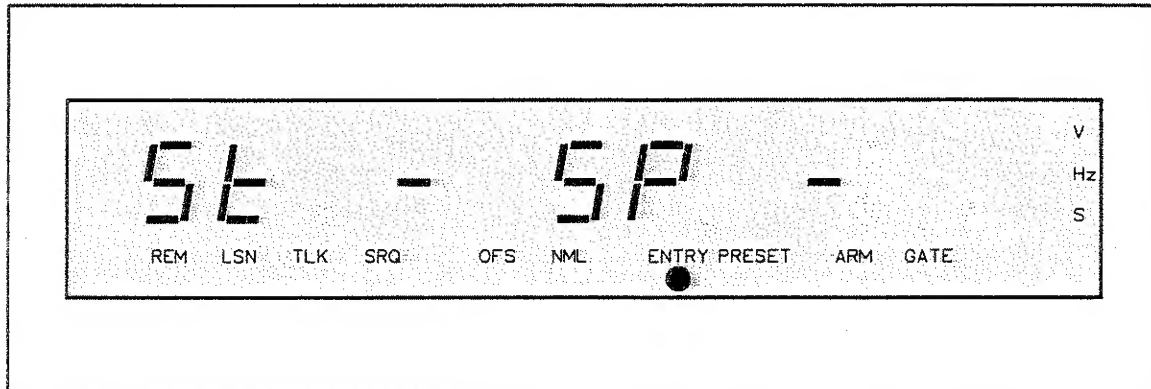 St - SP -
V
Hz
S
REM LSN TLK SRQ OFS NML ENTRY PRESET ARM GATE